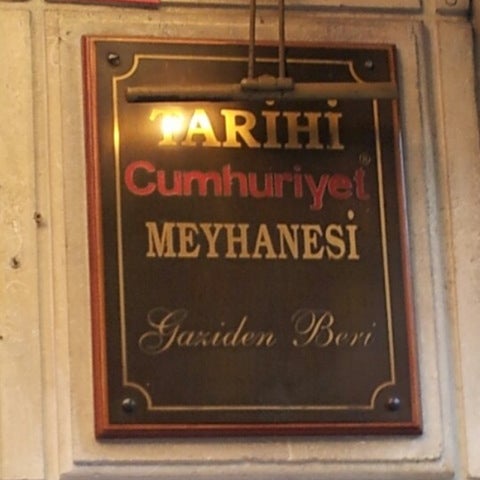 TARİHİ
Cumhuriyet®
MEYHANESİ
Gaziden Beri